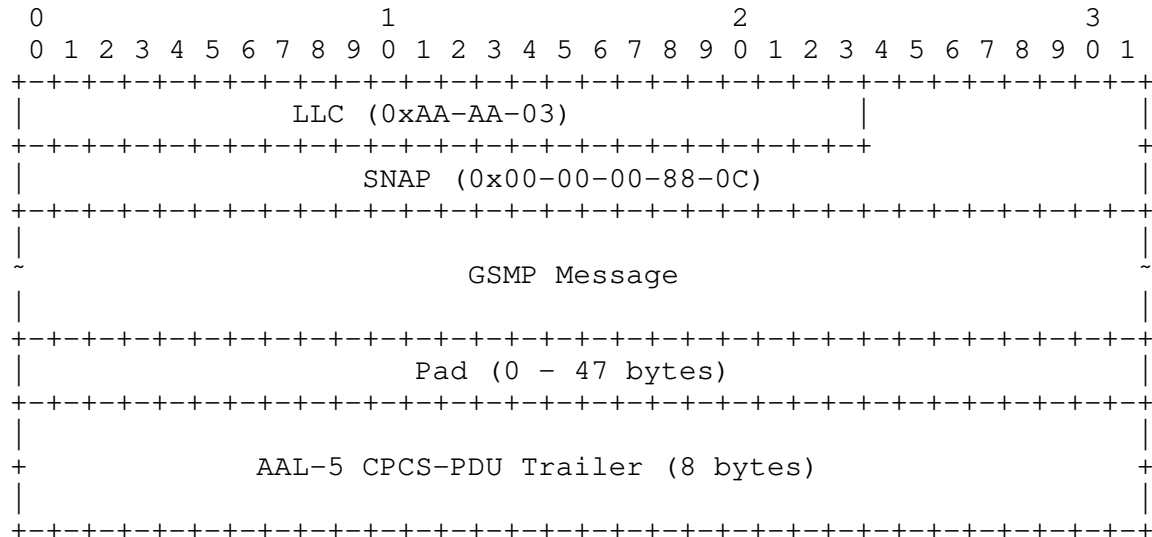 0                   1                   2                   3
 0 1 2 3 4 5 6 7 8 9 0 1 2 3 4 5 6 7 8 9 0 1 2 3 4 5 6 7 8 9 0 1
+-+-+-+-+-+-+-+-+-+-+-+-+-+-+-+-+-+-+-+-+-+-+-+-+-+-+-+-+-+-+-+-+
|               LLC (0xAA-AA-03)                |               |
+-+-+-+-+-+-+-+-+-+-+-+-+-+-+-+-+-+-+-+-+-+-+-+-+               +
|                   SNAP (0x00-00-00-88-0C)                     |
+-+-+-+-+-+-+-+-+-+-+-+-+-+-+-+-+-+-+-+-+-+-+-+-+-+-+-+-+-+-+-+-+
|                                                               |
~                         GSMP Message                          ~
|                                                               |
+-+-+-+-+-+-+-+-+-+-+-+-+-+-+-+-+-+-+-+-+-+-+-+-+-+-+-+-+-+-+-+-+
|                      Pad (0 - 47 bytes)                       |
+-+-+-+-+-+-+-+-+-+-+-+-+-+-+-+-+-+-+-+-+-+-+-+-+-+-+-+-+-+-+-+-+
|                                                               |
+             AAL-5 CPCS-PDU Trailer (8 bytes)                  +
|                                                               |
+-+-+-+-+-+-+-+-+-+-+-+-+-+-+-+-+-+-+-+-+-+-+-+-+-+-+-+-+-+-+-+-+